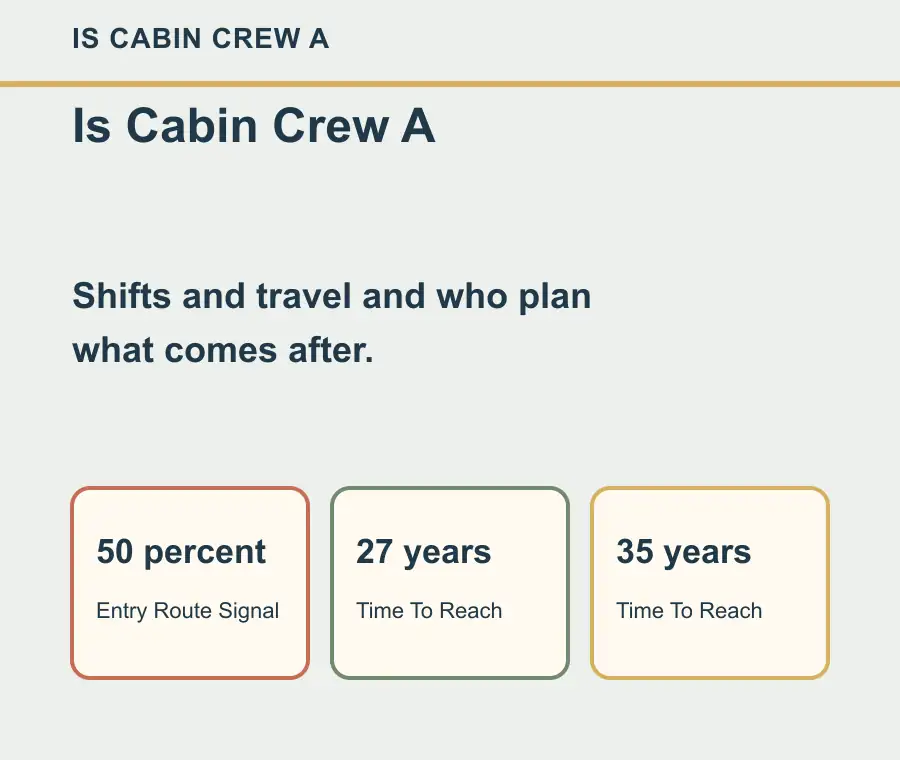 IS CABIN CREW A
Is Cabin Crew A
Shifts and travel and who plan
what comes after.
50 percent
Entry Route Signal
27 years
Time To Reach
35 years
Time To Reach